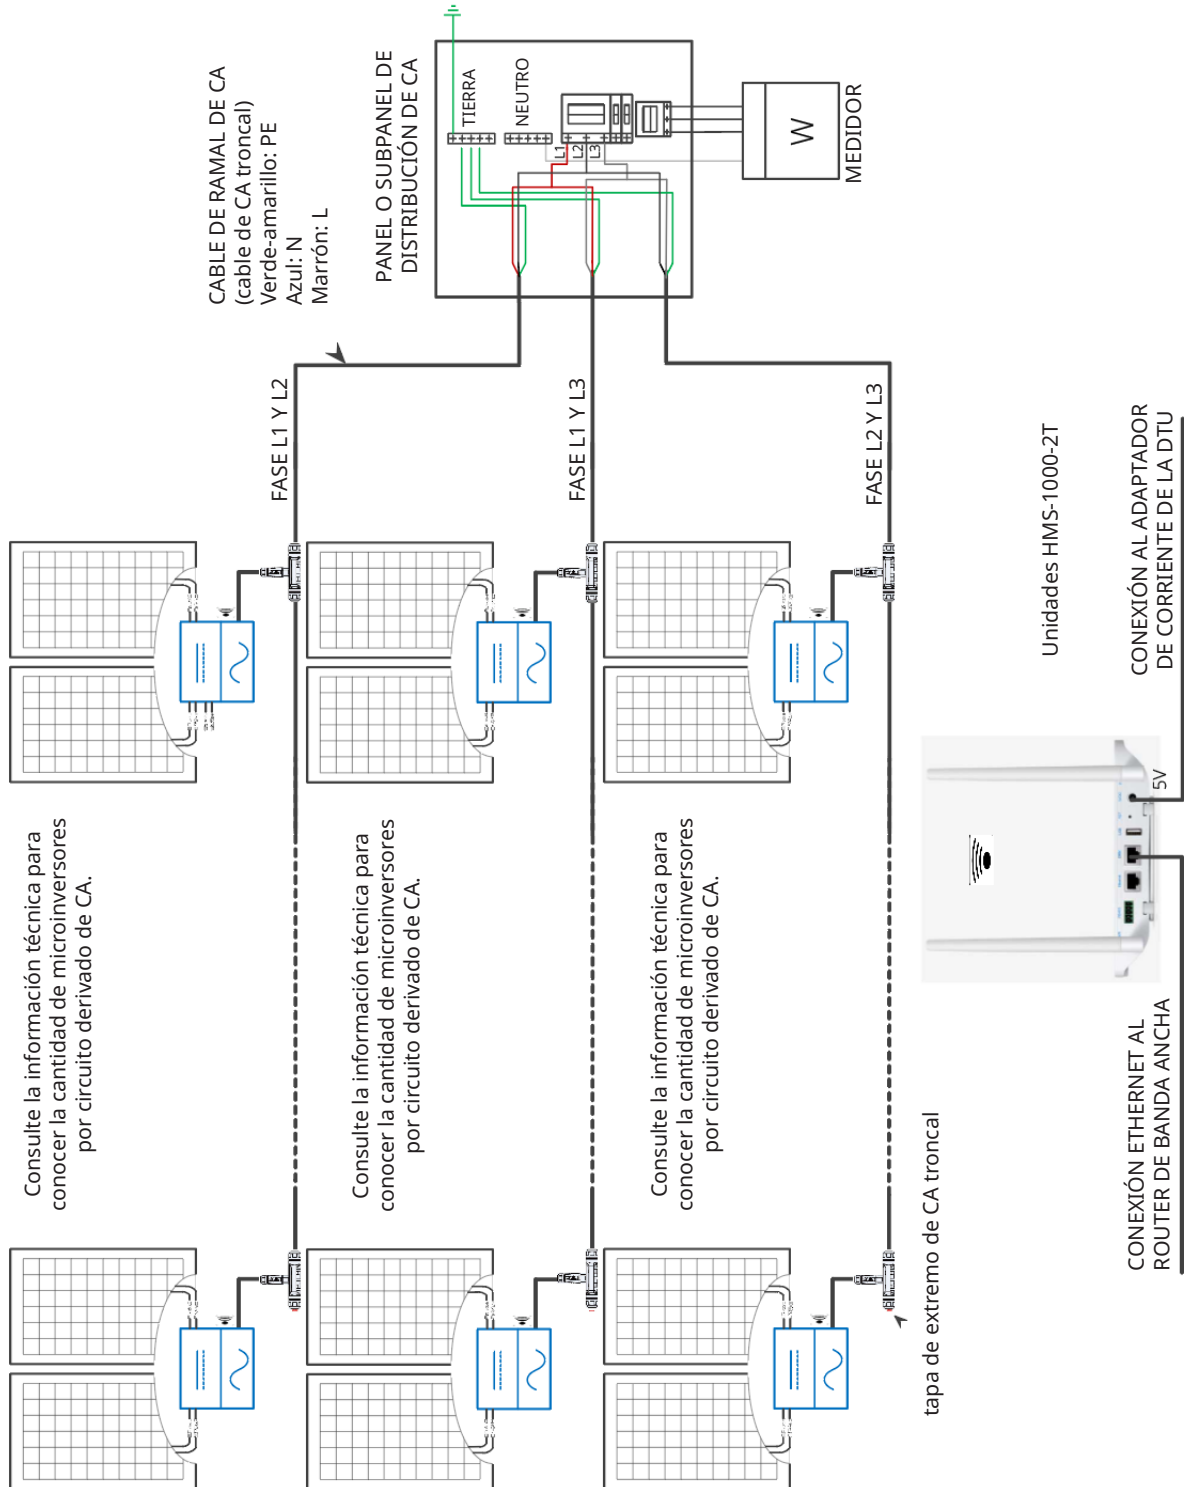 CABLE DE RAMAL DE CA
(cable de CA troncal)
Verde-amarillo: PE
Azul: N
Marrón: L
PANEL O SUBPANEL DE
DISTRIBUCIÓN DE CA
TIERRA
NEUTRO
L1
L2
L3
W
MEDIDOR
FASE L1 Y L2
FASE L1 Y L3
FASE L2 Y L3
Consulte la información técnica para
conocer la cantidad de microinversores
por circuito derivado de CA.
Consulte la información técnica para
conocer la cantidad de microinversores
por circuito derivado de CA.
Consulte la información técnica para
conocer la cantidad de microinversores
por circuito derivado de CA.
tapa de extremo de CA troncal
Unidades HMS-1000-2T
CONEXIÓN AL ADAPTADOR
DE CORRIENTE DE LA DTU
5V
CONEXIÓN ETHERNET AL
ROUTER DE BANDA ANCHA